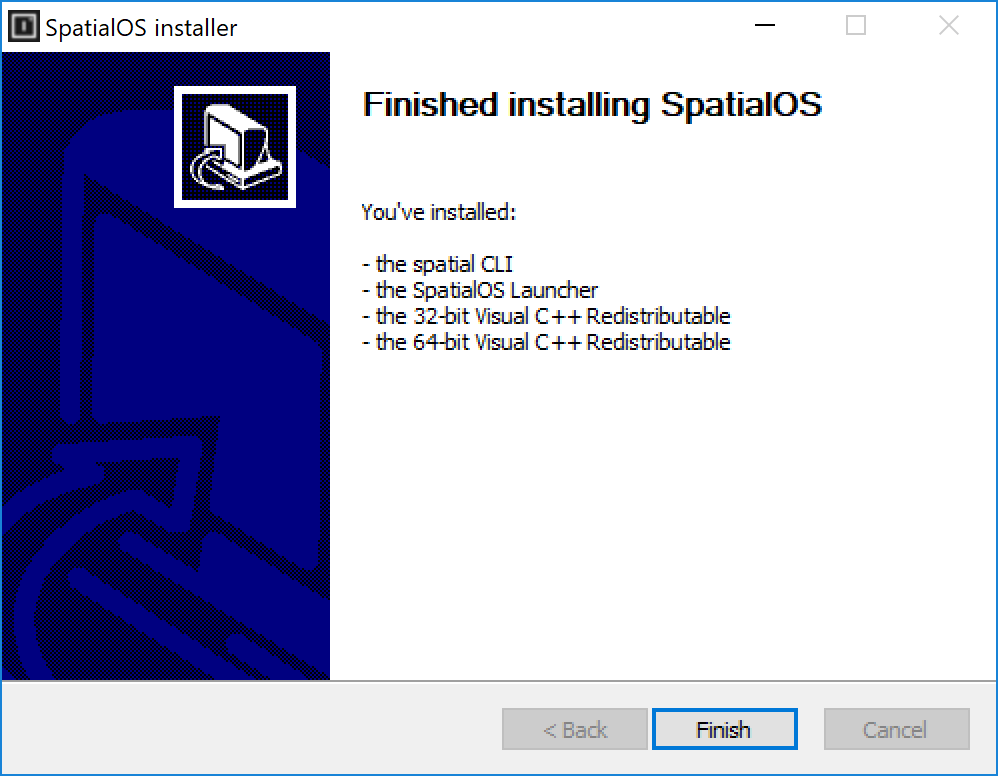 SpatialOS installer
Finished installing SpatialOS
You've installed:
- the spatial CLI
- the SpatialOS Launcher
- the 32-bit Visual C++ Redistributable
- the 64-bit Visual C++ Redistributable
< Back
Finish
Cancel